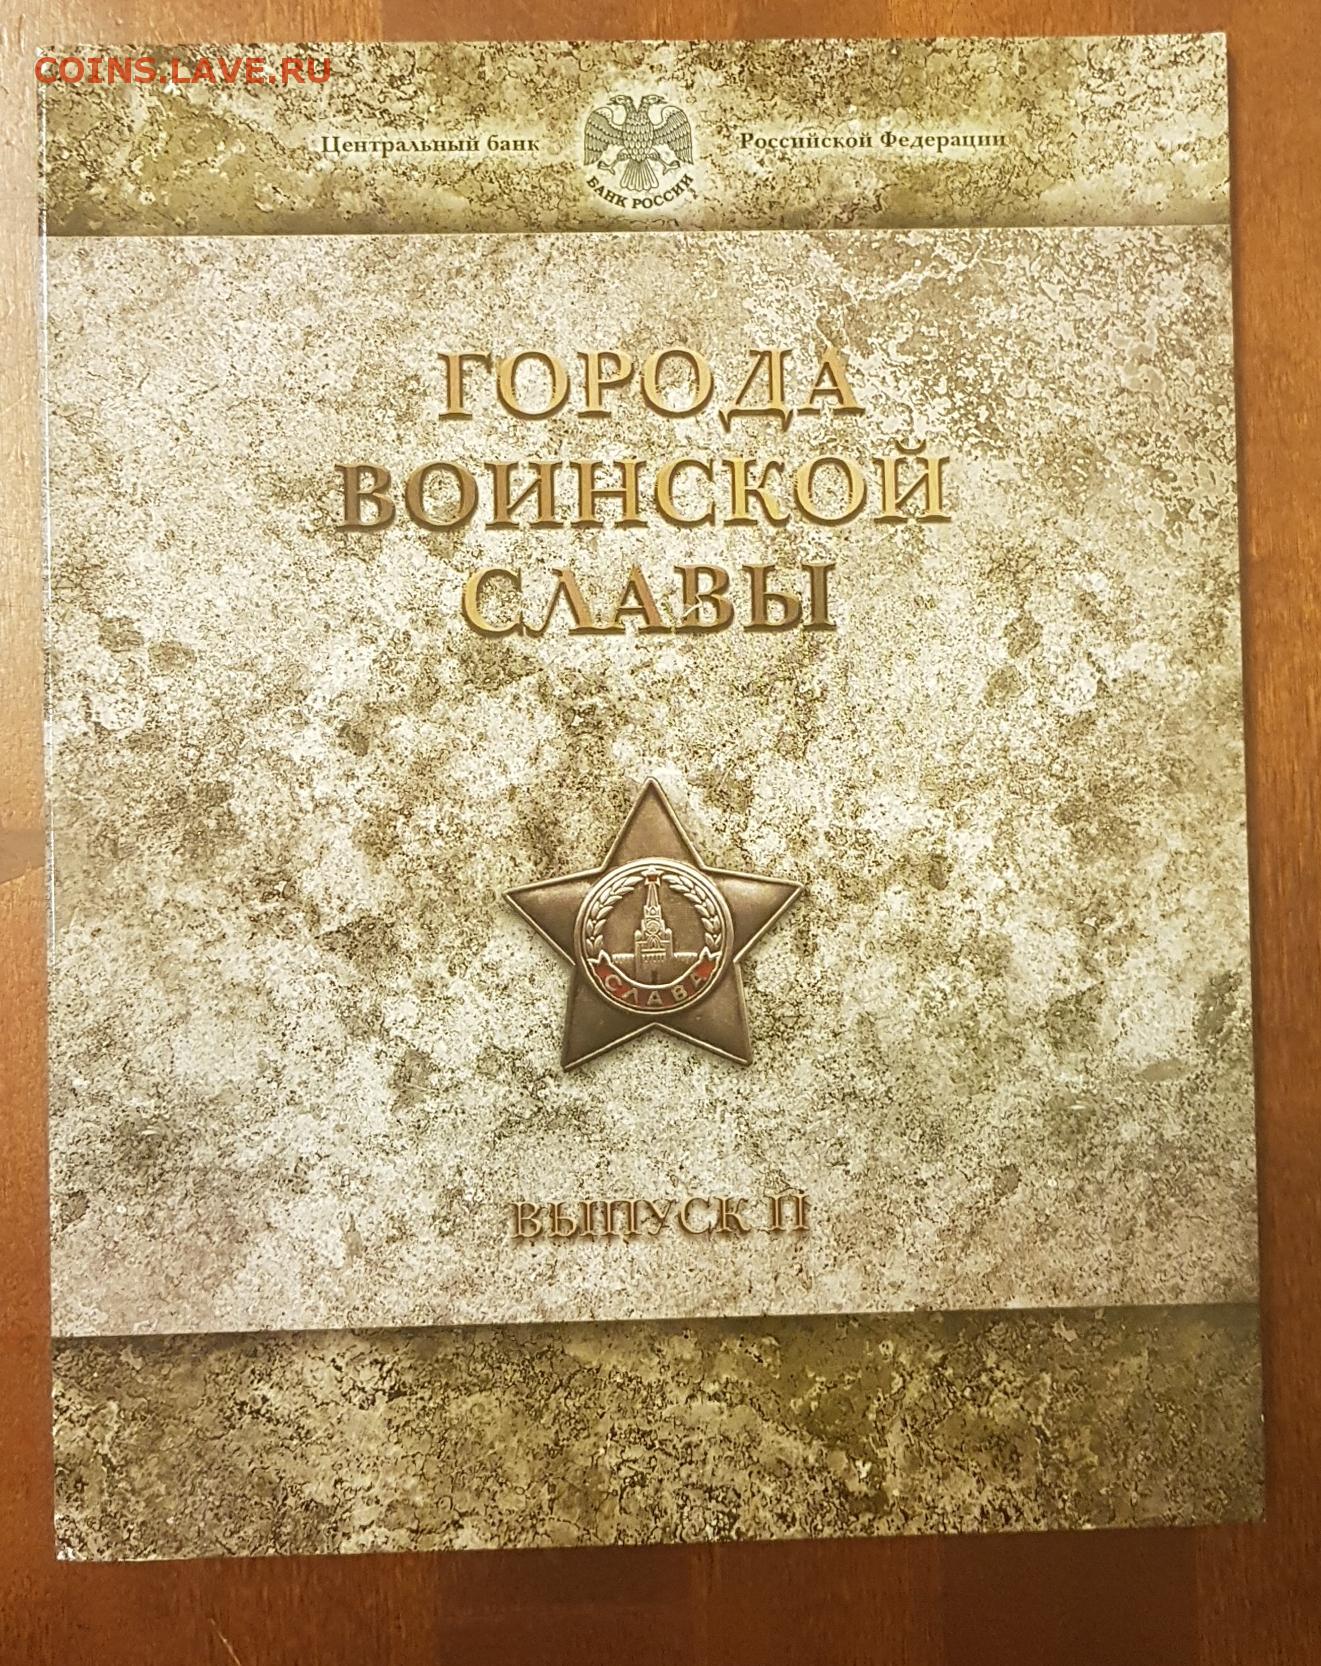 COINS.LAVE.RU
Центральный банк
Российской Федерации
БАНК РОССИИ
ГОРОДА
ВОИНСКОЙ
СЛАВЫ
СЛАВА
ВЫПУСК II